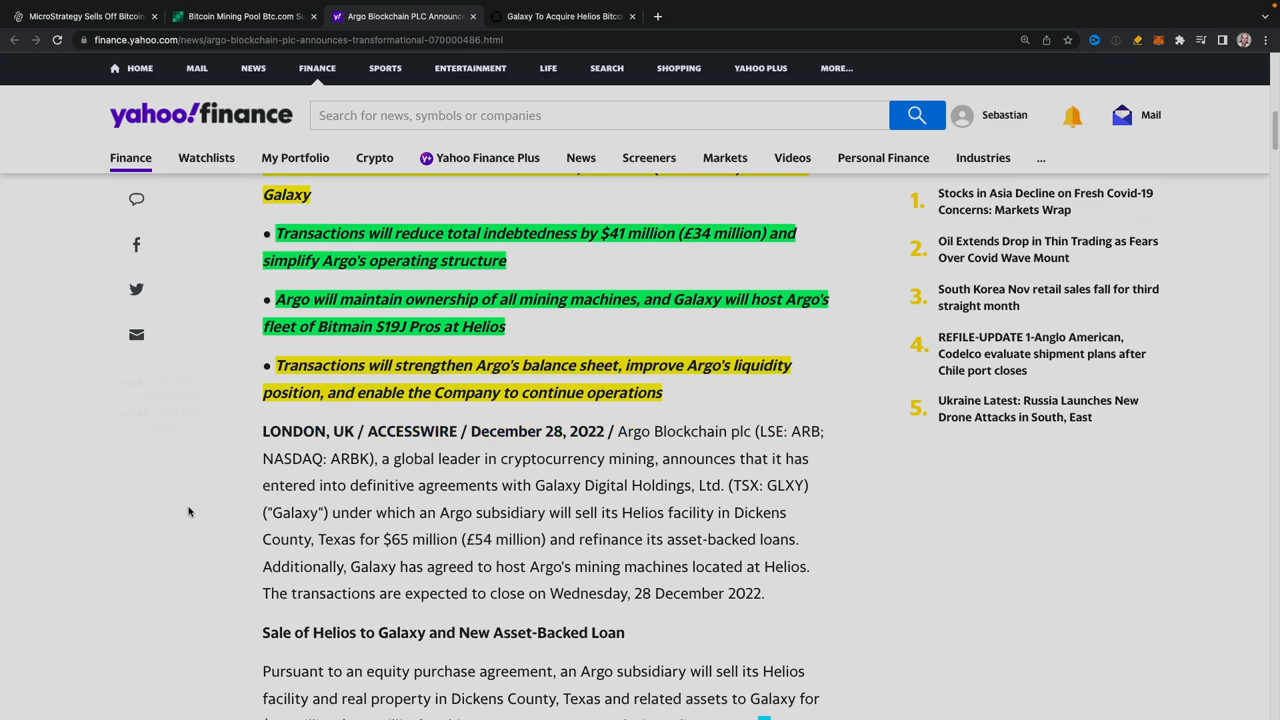 MicroStrategy Sells Off Bitcoin
Bitcoin Mining Pool Btc.com Su
Argo Blockchain PLC Announc
Galaxy To Acquire Helios Bitco
finance.yahoo.com/news/argo-blockchain-plc-announces-transformational-070000486.html
HOME MAIL NEWS FINANCE SPORTS ENTERTAINMENT LIFE SEARCH SHOPPING YAHOO PLUS MORE...
yahoo!finance
Search for news, symbols or companies
Sebastian
Mail
Finance Watchlists My Portfolio Crypto Yahoo Finance Plus News Screeners Markets Videos Personal Finance Industries ...
Galaxy
● Transactions will reduce total indebtedness by $41 million (£34 million) and
simplify Argo's operating structure
● Argo will maintain ownership of all mining machines, and Galaxy will host Argo's
fleet of Bitmain S19J Pros at Helios
● Transactions will strengthen Argo's balance sheet, improve Argo's liquidity
position, and enable the Company to continue operations
LONDON, UK / ACCESSWIRE / December 28, 2022 / Argo Blockchain plc (LSE: ARB;
NASDAQ: ARBK), a global leader in cryptocurrency mining, announces that it has
entered into definitive agreements with Galaxy Digital Holdings, Ltd. (TSX: GLXY)
("Galaxy") under which an Argo subsidiary will sell its Helios facility in Dickens
County, Texas for $65 million (£54 million) and refinance its asset-backed loans.
Additionally, Galaxy has agreed to host Argo's mining machines located at Helios.
The transactions are expected to close on Wednesday, 28 December 2022.
Sale of Helios to Galaxy and New Asset-Backed Loan
Pursuant to an equity purchase agreement, an Argo subsidiary will sell its Helios
facility and real property in Dickens County, Texas and related assets to Galaxy for
1. Stocks in Asia Decline on Fresh Covid-19
Concerns: Markets Wrap
2. Oil Extends Drop in Thin Trading as Fears
Over Covid Wave Mount
3. South Korea Nov retail sales fall for third
straight month
4. REFILE-UPDATE 1-Anglo American,
Codelco evaluate shipment plans after
Chile port closes
5. Ukraine Latest: Russia Launches New
Drone Attacks in South, East